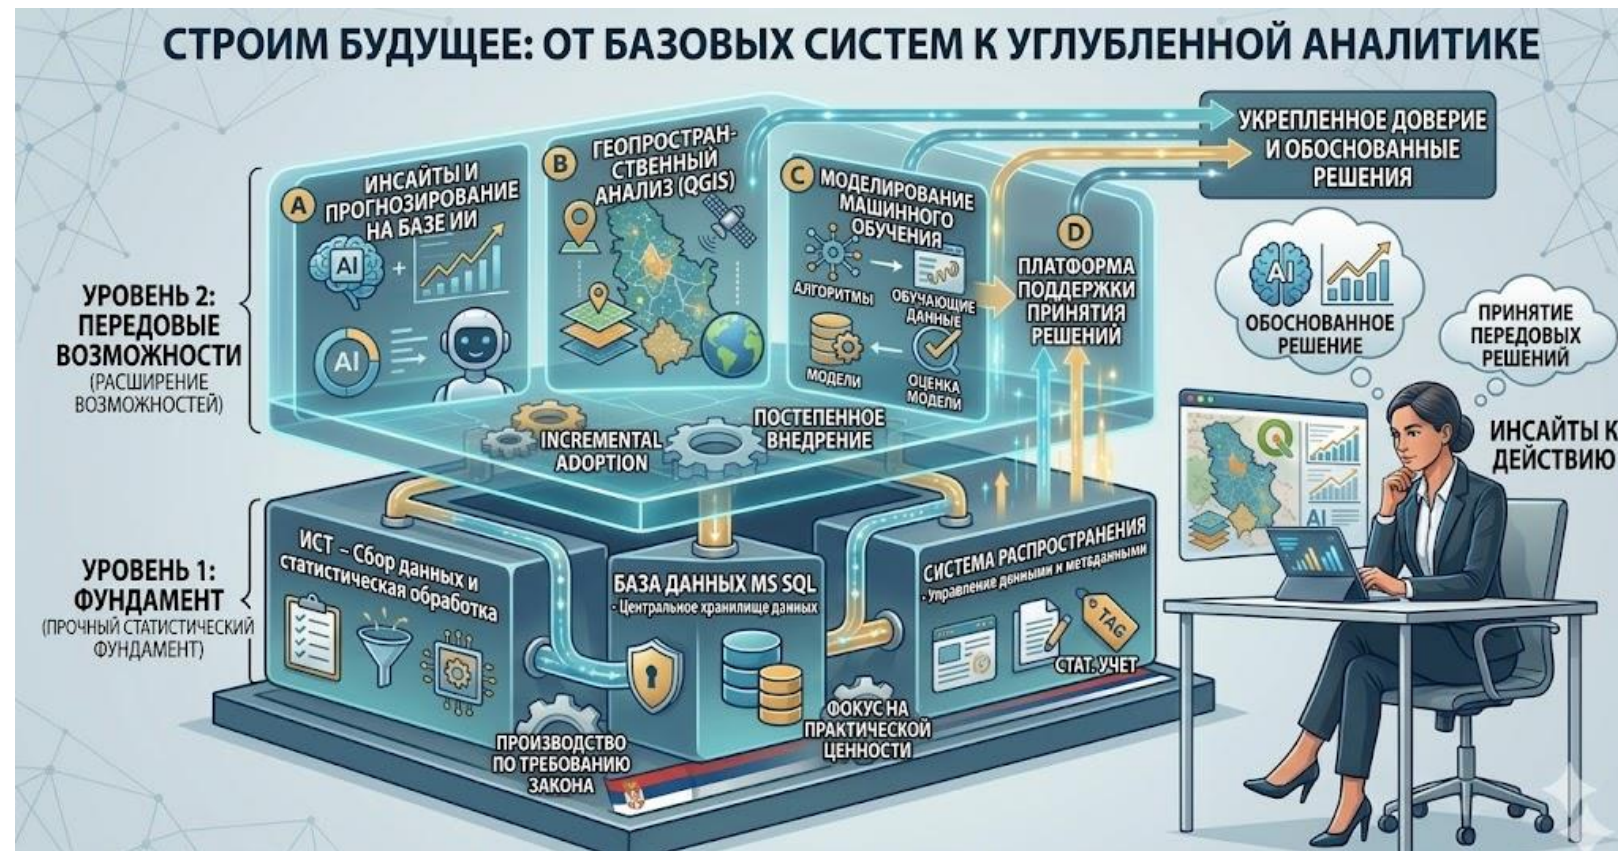 СТРОИМ БУДУЩЕЕ: ОТ БАЗОВЫХ СИСТЕМ К УГЛУБЛЕННОЙ АНАЛИТИКЕ
УРОВЕНЬ 2:
ПЕРЕДОВЫЕ
ВОЗМОЖНОСТИ
(РАСШИРЕНИЕ
ВОЗМОЖНОСТЕЙ)
A
ИНСАЙТЫ И
ПРОГНОЗИРОВАНИЕ
НА БАЗЕ ИИ
AI
AI
B
ГЕОПРОСТРАН-
СТВЕННЫЙ
АНАЛИЗ (QGIS)
C
МОДЕЛИРОВАНИЕ
МАШИННОГО
ОБУЧЕНИЯ
АЛГОРИТМЫ
ОБУЧАЮЩИЕ
ДАННЫЕ
МОДЕЛИ
ОЦЕНКА
МОДЕЛИ
D
ПЛАТФОРМА
ПОДДЕРЖКИ
ПРИНЯТИЯ
РЕШЕНИЙ
УКРЕПЛЕННОЕ ДОВЕРИЕ
И ОБОСНОВАННЫЕ
РЕШЕНИЯ
AI
ОБОСНОВАННОЕ
РЕШЕНИЕ
ПРИНЯТИЕ
ПЕРЕДОВЫХ
РЕШЕНИЙ
ИНСАЙТЫ К
ДЕЙСТВИЮ
AI
INCREMENTAL
ADOPTION
ПОСТЕПЕННОЕ
ВНЕДРЕНИЕ
УРОВЕНЬ 1:
ФУНДАМЕНТ
(ПРОЧНЫЙ СТАТИСТИЧЕСКИЙ
ФУНДАМЕНТ)
ИСТ – Сбор данных и
статистическая обработка
БАЗА ДАННЫХ MS SQL
- Центральное хранилище данных
СИСТЕМА РАСПРОСТРАНЕНИЯ
- Управление данными и метаданными
TAG
СТАТ. УЧЕТ
ПРОИЗВОДСТВО
ПО ТРЕБОВАНИЮ
ЗАКОНА
ФОКУС НА
ПРАКТИЧЕСКОЙ
ЦЕННОСТИ